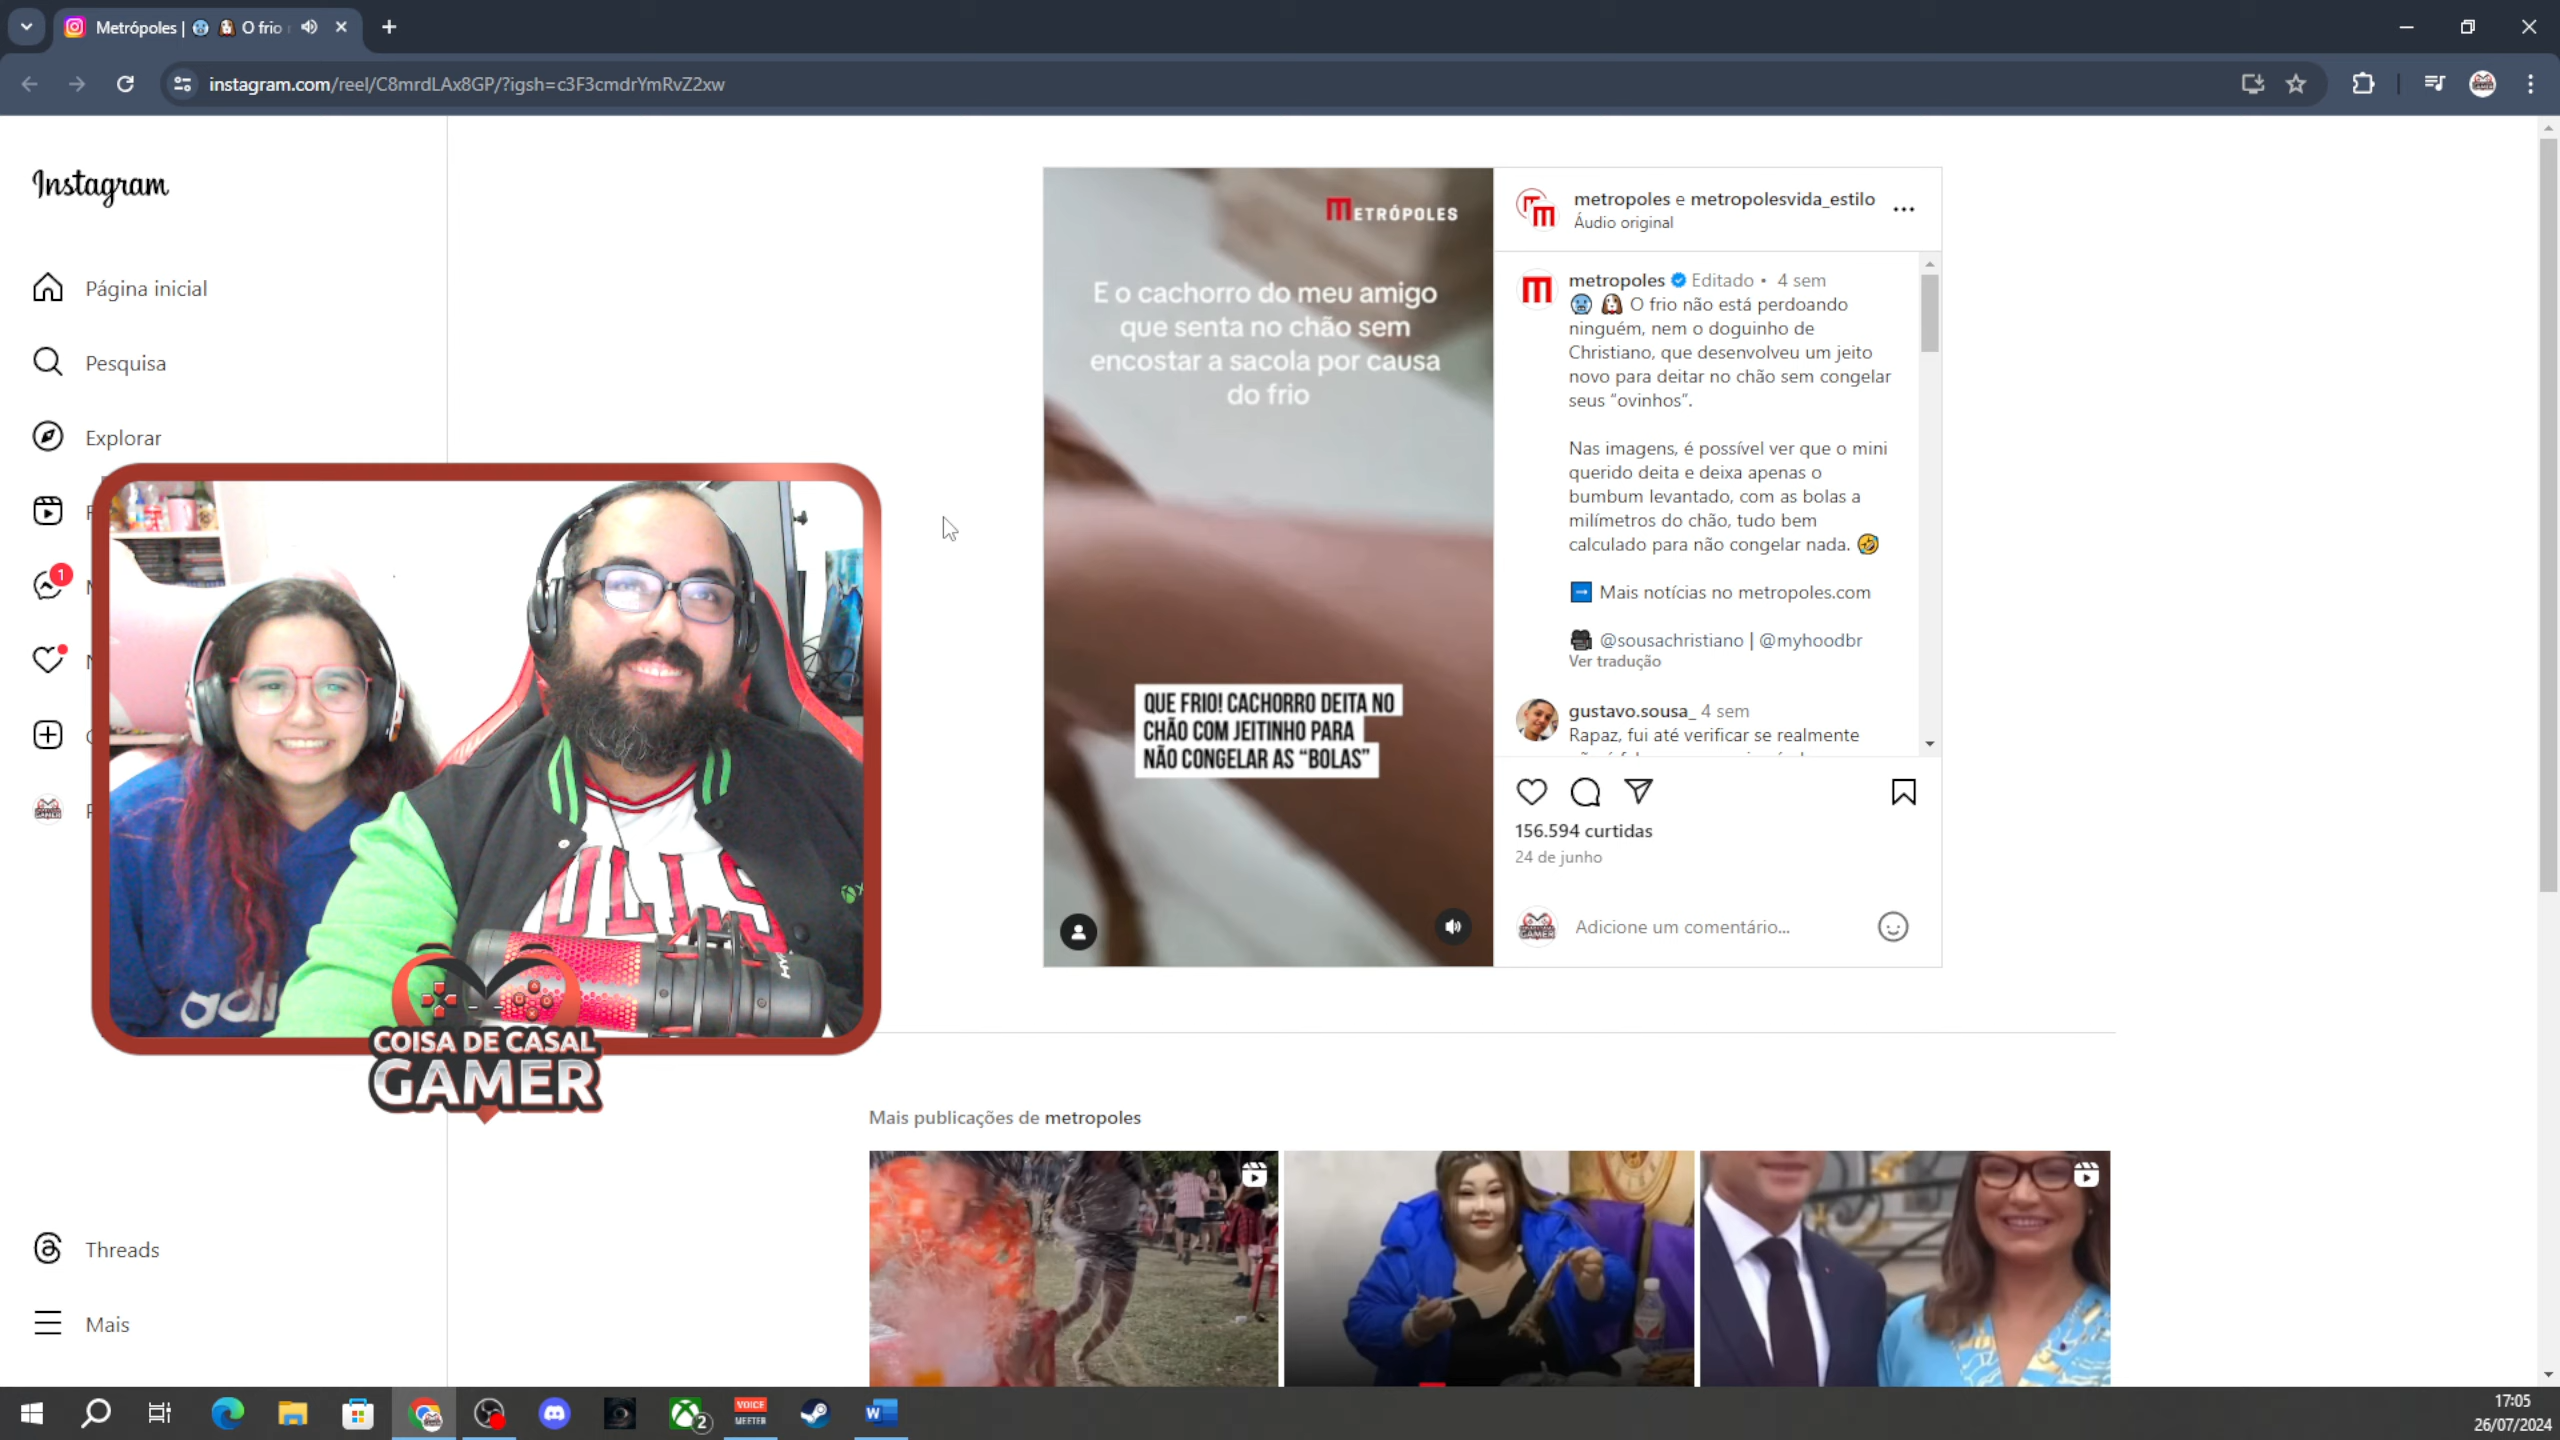 Metrópoles | 🥶 🐶 O frio
instagram.com/reel/C8mrdLAx8GP/?igsh=c3F3cmdrYmRvZ2xw
Instagram
Página inicial
Pesquisa
Explorar
1
Threads
Mais
METRÓPOLES
E o cachorro do meu amigo
que senta no chão sem
encostar a sacola por causa
do frio
QUE FRIO! CACHORRO DEITA NO
CHÃO COM JEITINHO PARA
NÃO CONGELAR AS “BOLAS”
metropoles e metropolesvida_estilo
Áudio original
metropoles Editado • 4 sem
🥶 🐶 O frio não está perdoando
ninguém, nem o doguinho de
Christiano, que desenvolveu um jeito
novo para deitar no chão sem congelar
seus “ovinhos”.
Nas imagens, é possível ver que o mini
querido deita e deixa apenas o
bumbum levantado, com as bolas a
milímetros do chão, tudo bem
calculado para não congelar nada. 🤣
➡️ Mais notícias no metropoles.com
🎥 @sousachristiano | @myhoodbr
Ver tradução
gustavo.sousa_ 4 sem
Rapaz, fui até verificar se realmente
156.594 curtidas
24 de junho
Adicione um comentário...
COISA DE CASAL
GAMER
Mais publicações de metropoles
VOICE
MEETER
2
17:05
26/07/2024